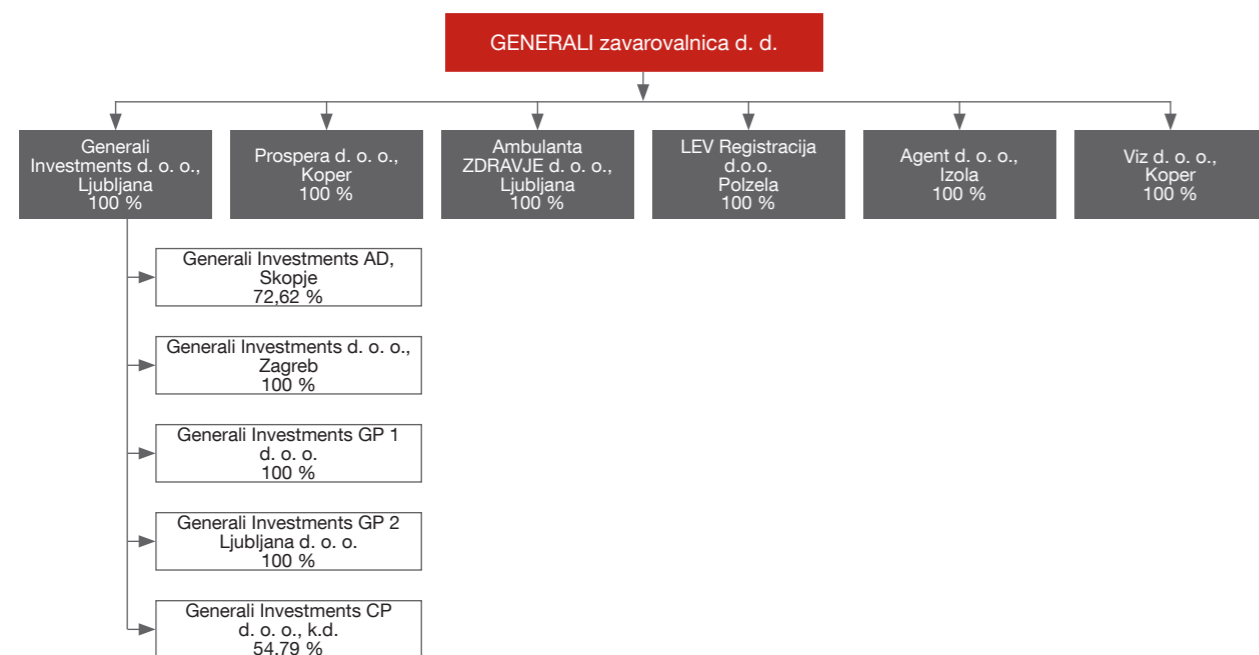 GENERALI zavarovalnica d. d.
Generali
Investments d. o. o.,
Ljubljana
100 %
Prospera d. o. o.,
Koper
100 %
Ambulanta
ZDRAVJE d. o. o.,
Ljubljana
100 %
LEV Registracija
d.o.o.
Polzela
100 %
Agent d. o. o.,
Izola
100 %
Viz d. o. o.,
Koper
100 %
Generali Investments AD,
Skopje
72,62 %
Generali Investments d. o. o.,
Zagreb
100 %
Generali Investments GP 1
d. o. o.
100 %
Generali Investments GP 2
Ljubljana d. o. o.
100 %
Generali Investments CP
d. o. o., k.d.
54,79 %